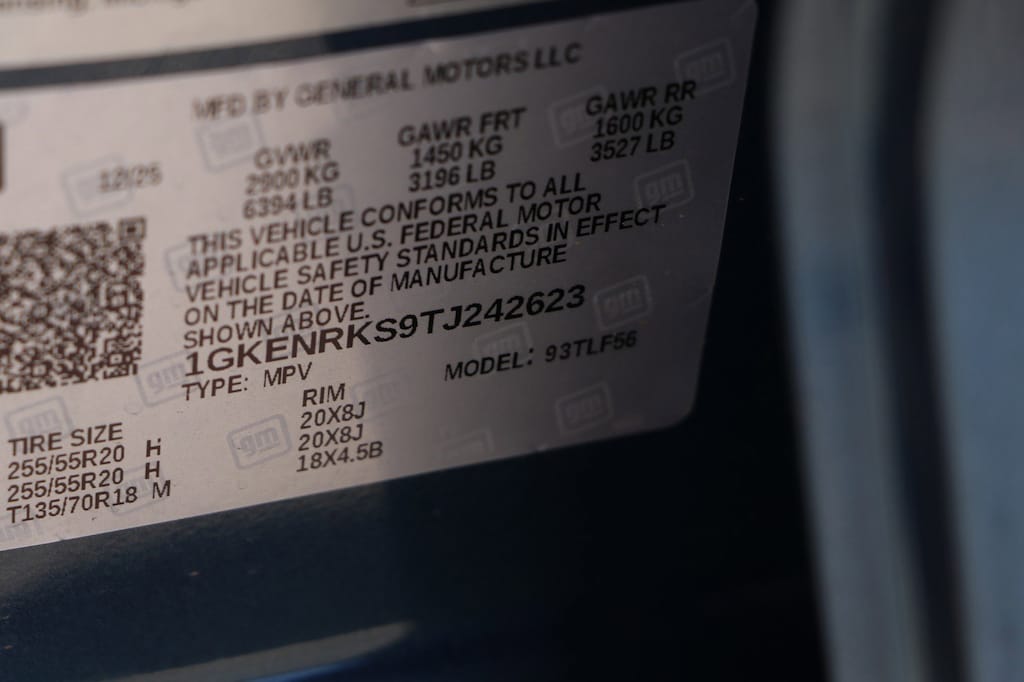 MFD BY GENERAL MOTORS LLC
12/25
GVWR GAWR FRT GAWR RR
2900 KG 1450 KG 1600 KG
6394 LB 3196 LB 3527 LB
THIS VEHICLE CONFORMS TO ALL
APPLICABLE U.S. FEDERAL MOTOR
VEHICLE SAFETY STANDARDS IN EFFECT
ON THE DATE OF MANUFACTURE
SHOWN ABOVE.
1GKENRKS9TJ242623
TYPE: MPV MODEL: 93TLF56
TIRE SIZE RIM
255/55R20 H 20X8J
255/55R20 H 20X8J
T135/70R18 M 18X4.5B